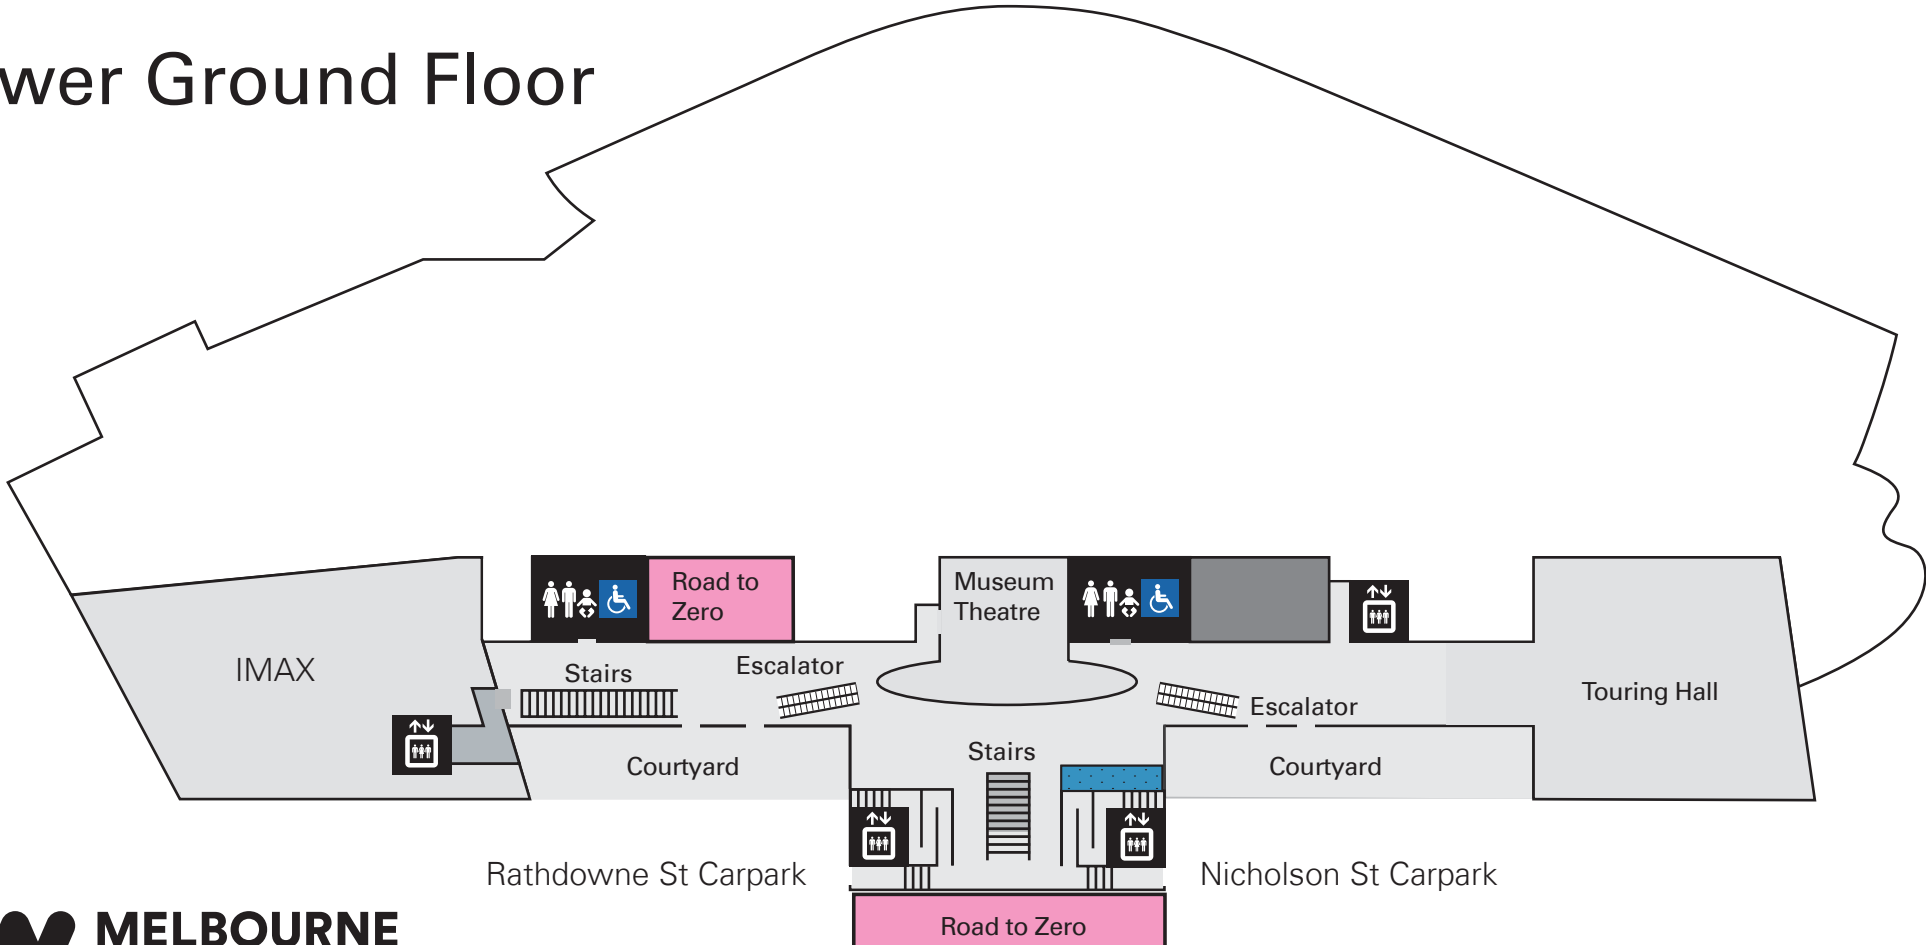 wer Ground Floor
Road to
Zero
Museum
Theatre
IMAX
Stairs
Escalator
Touring Hall
Escalator
Stairs
Courtyard
Courtyard
Rathdowne St Carpark
Nicholson St Carpark
Road to Zero
MELBOURNE